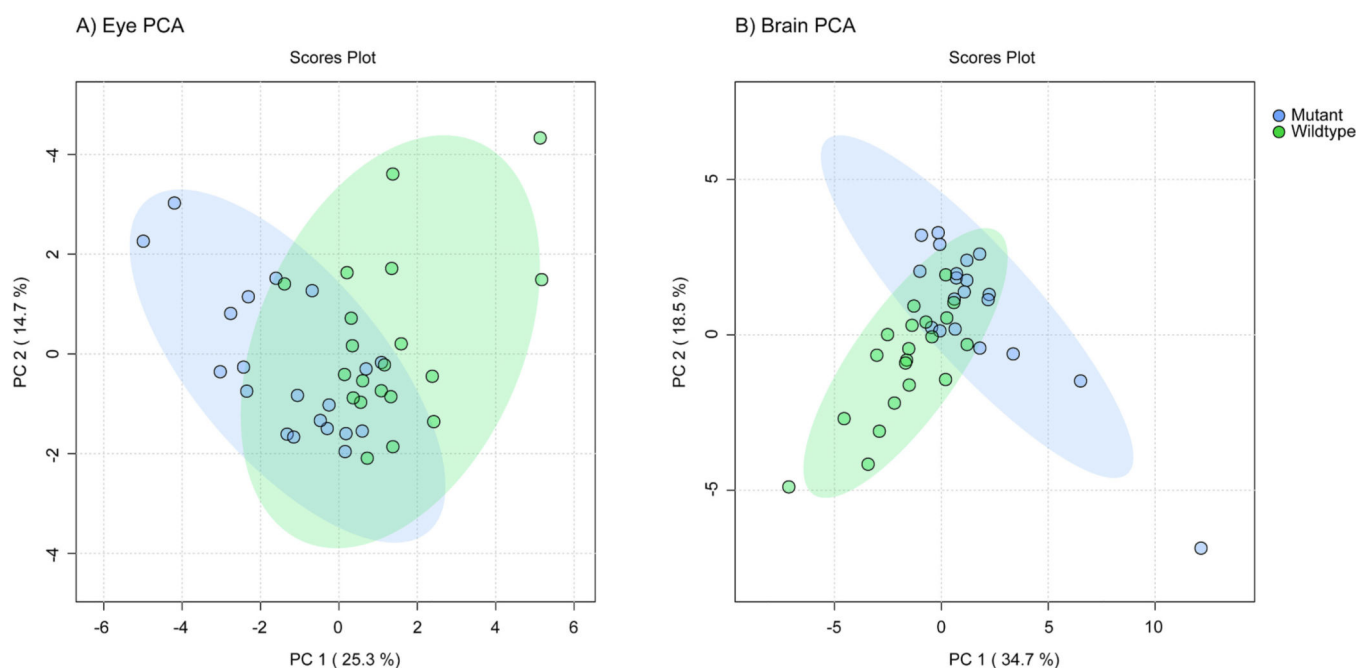 A) Eye PCA
Scores Plot
4
2
0
-2
-4
PC 2 ( 14.7 %)
-6
-4
-2
0
2
4
6
PC 1 ( 25.3 %)
B) Brain PCA
Scores Plot
5
0
-5
PC 2 ( 18.5 %)
-5
0
5
10
PC 1 ( 34.7 %)
Mutant
Wildtype